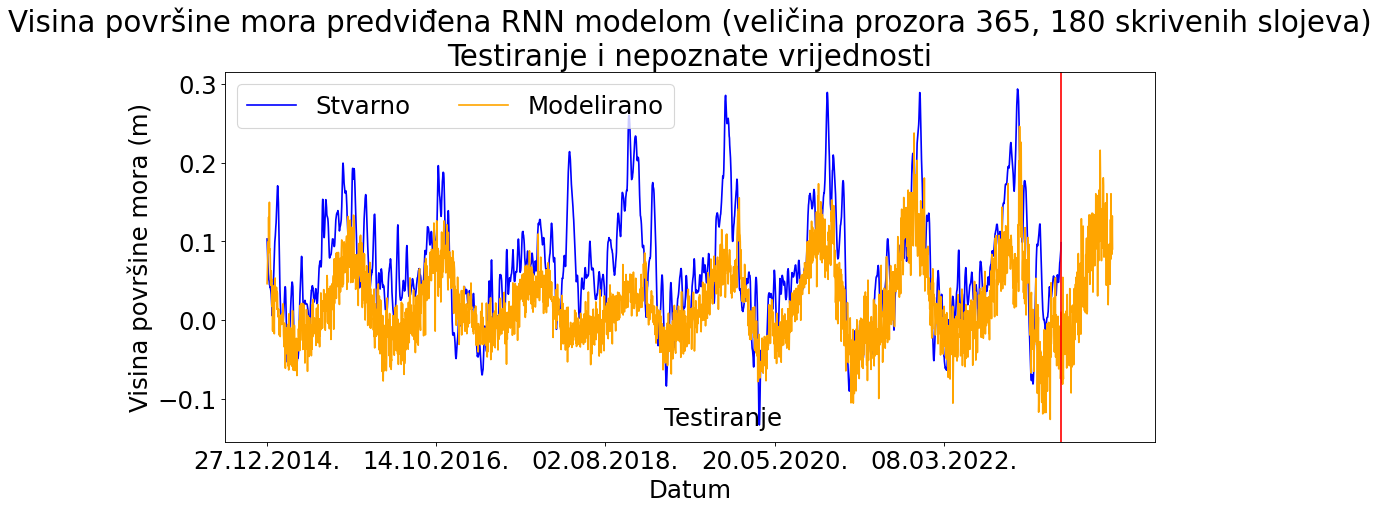 Visina površine mora predviđena RNN modelom (veličina prozora 365, 180 skrivenih slojeva)
Testiranje i nepoznate vrijednosti
Stvarno Modelirano
Visina površine mora (m)
0.3
0.2
0.1
0.0
−0.1
Testiranje
27.12.2014. 14.10.2016. 02.08.2018. 20.05.2020. 08.03.2022.
Datum